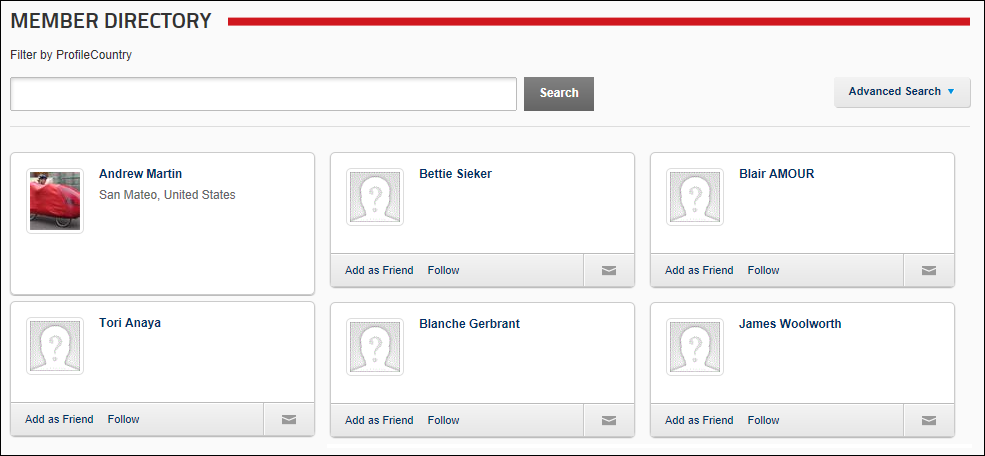 MEMBER DIRECTORY
Filter by ProfileCountry
Search
Advanced Search
Andrew Martin
San Mateo, United States
Bettie Sieker
Add as Friend Follow
Blair AMOUR
Add as Friend Follow
Tori Anaya
Add as Friend Follow
Blanche Gerbrant
Add as Friend Follow
James Woolworth
Add as Friend Follow